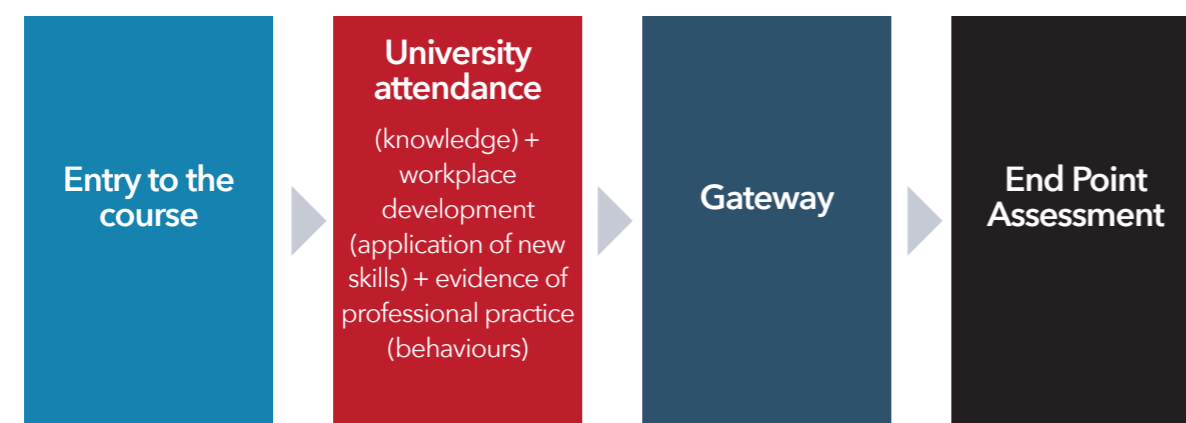 Entry to the
course
University
attendance
(knowledge) +
workplace
development
(application of new
skills) + evidence of
professional practice
(behaviours)
Gateway
End Point
Assessment